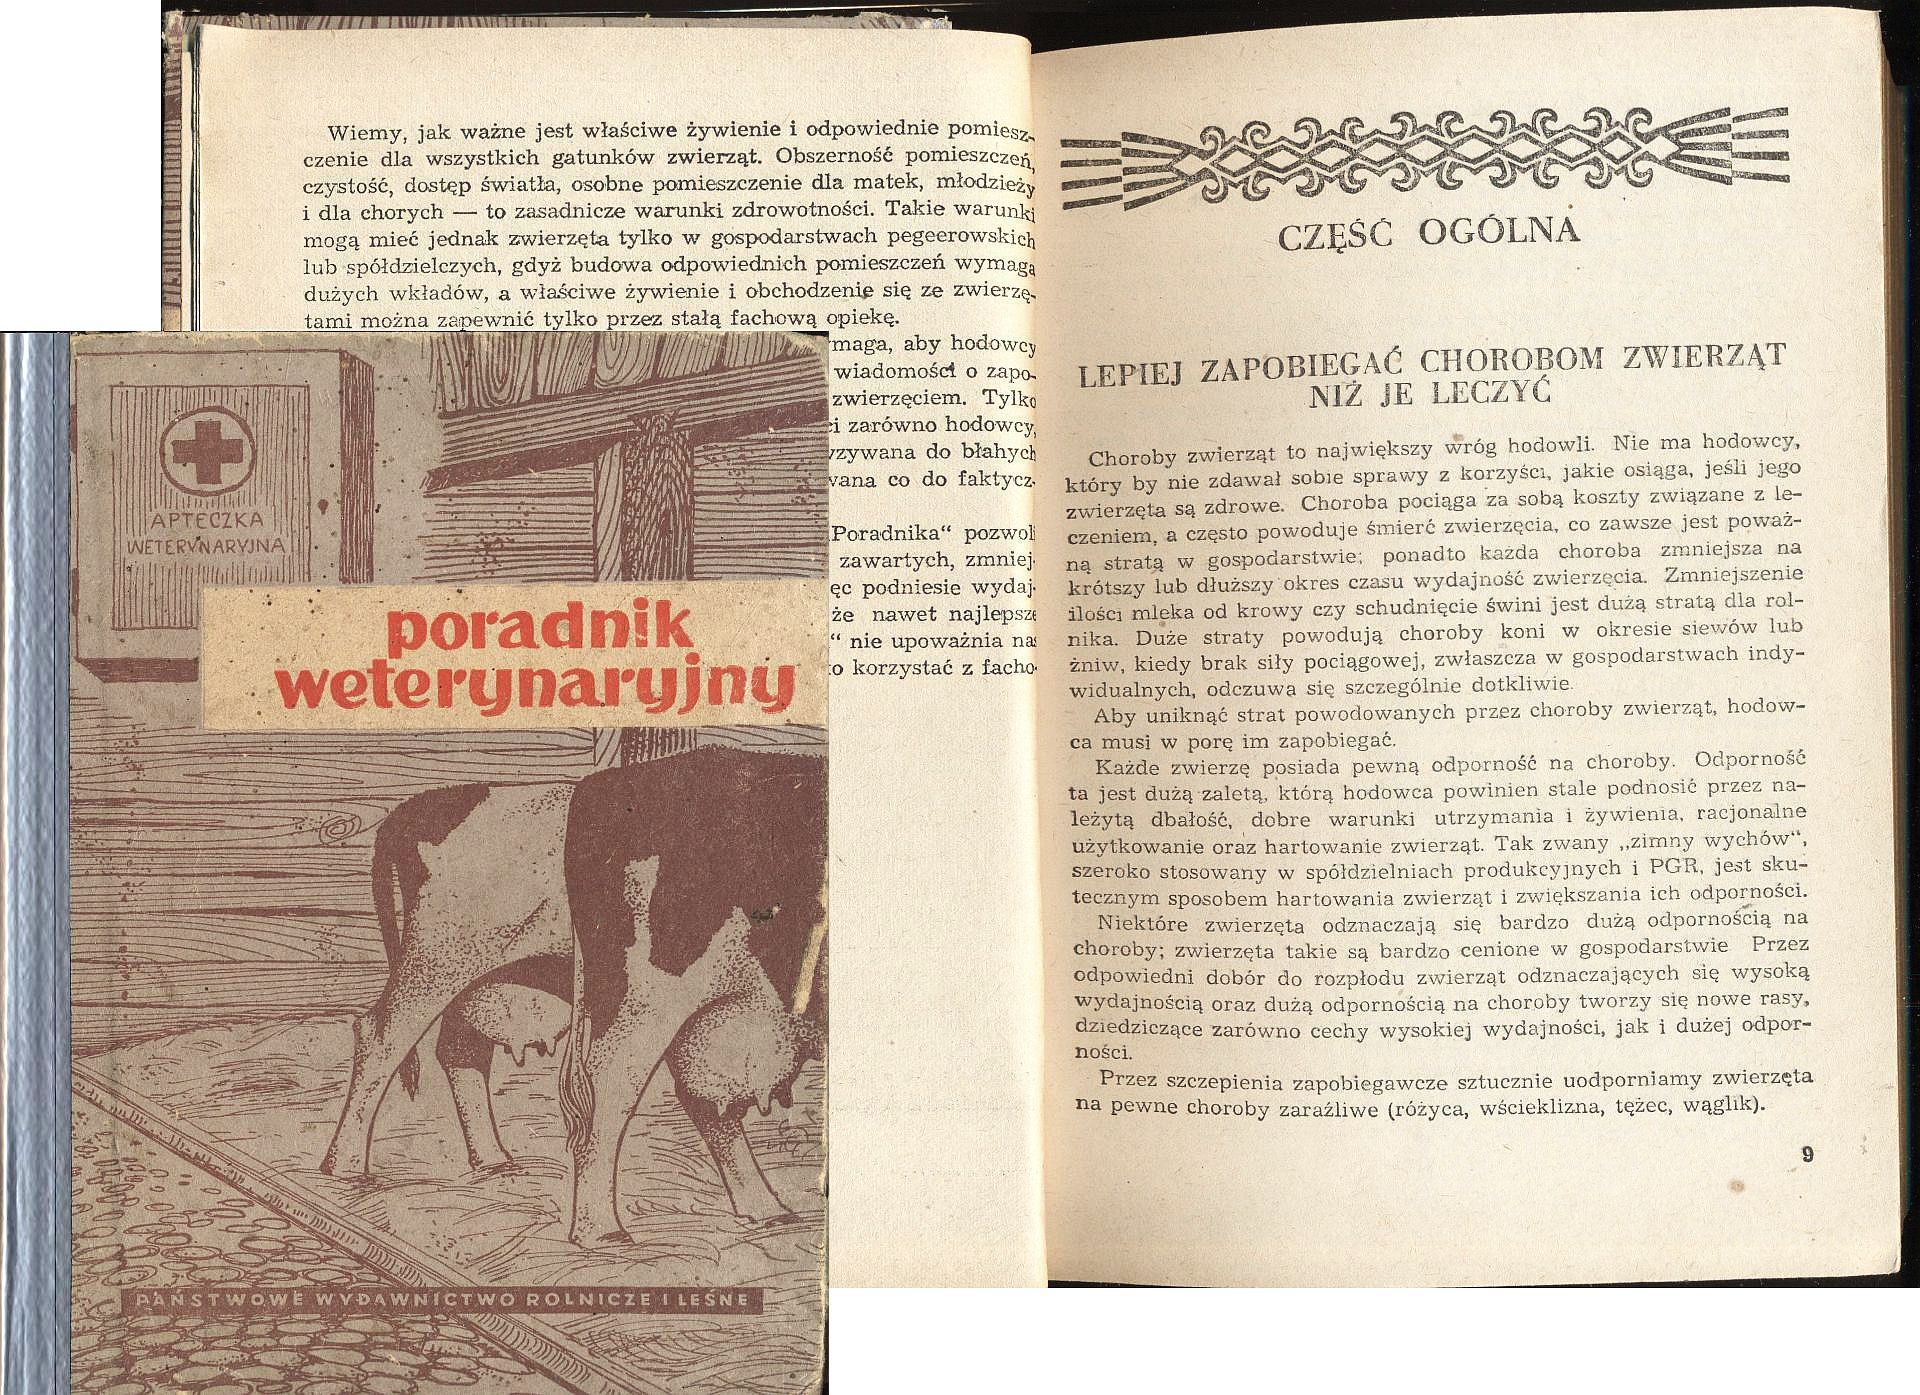 Wiemy, jak ważne jest właściwe żywienie i odpowiednie pomiesz-
czenie dla wszystkich gatunków zwierząt. Obszerność pomieszczeń,
czystość, dostęp światła, osobne pomieszczenie dla matek, młodzieży
i dla chorych — to zasadnicze warunki zdrowotności. Takie warunki
mogą mieć jednak zwierzęta tylko w gospodarstwach pegeerowskich
lub spółdzielczych, gdyż budowa odpowiednich pomieszczeń wymaga
dużych wkładów, a właściwe żywienie i obchodzenie się ze zwierzę-
tami można zapewnić tylko przez stałą fachową opiekę.
maga, aby hodowcy
wiadomości o zapo-
zwierzęciem. Tylko
zarówno hodowcy,
zywana do błahych
wana co do faktycz-
Poradnika“ pozwoli
zawartych, zmniej-
ęc podniesie wydaj-
że nawet najlepsze
“ nie upoważnia nas
korzystać z facho-
APTECZKA
WETERYNARYJNA
poradnik
weterynaryjny
PAŃSTWOWE WYDAWNICTWO ROLNICZE I LEŚNE
CZĘŚĆ OGÓLNA
LEPIEJ ZAPOBIEGAĆ CHOROBOM ZWIERZĄT
NIŻ JE LECZYĆ
Choroby zwierząt to największy wróg hodowli. Nie ma hodowcy,
który by nie zdawał sobie sprawy z korzyści, jakie osiąga, jeśli jego
zwierzęta są zdrowe. Choroba pociąga za sobą koszty związane z le-
czeniem, a często powoduje śmierć zwierzęcia, co zawsze jest poważ-
ną stratą w gospodarstwie; ponadto każda choroba zmniejsza na
krótszy lub dłuższy okres czasu wydajność zwierzęcia. Zmniejszenie
ilości mleka od krowy czy schudnięcie świni jest dużą stratą dla rol-
nika. Duże straty powodują choroby koni w okresie siewów lub
żniw, kiedy brak siły pociągowej, zwłaszcza w gospodarstwach indy-
widualnych, odczuwa się szczególnie dotkliwie.
Aby uniknąć strat powodowanych przez choroby zwierząt, hodow-
ca musi w porę im zapobiegać.
Każde zwierzę posiada pewną odporność na choroby. Odporność
ta jest dużą zaletą, którą hodowca powinien stale podnosić przez na-
leżytą dbałość, dobre warunki utrzymania i żywienia, racjonalne
użytkowanie oraz hartowanie zwierząt. Tak zwany „zimny wychów“,
szeroko stosowany w spółdzielniach produkcyjnych i PGR, jest sku-
tecznym sposobem hartowania zwierząt i zwiększania ich odporności.
Niektóre zwierzęta odznaczają się bardzo dużą odpornością na
choroby; zwierzęta takie są bardzo cenione w gospodarstwie Przez
odpowiedni dobór do rozpłodu zwierząt odznaczających się wysoką
wydajnością oraz dużą odpornością na choroby tworzy się nowe rasy,
dziedziczące zarówno cechy wysokiej wydajności, jak i dużej odpor-
ności.
Przez szczepienia zapobiegawcze sztucznie uodporniamy zwierzęta
na pewne choroby zaraźliwe (różyca, wścieklizna, tężec, wąglik).
9